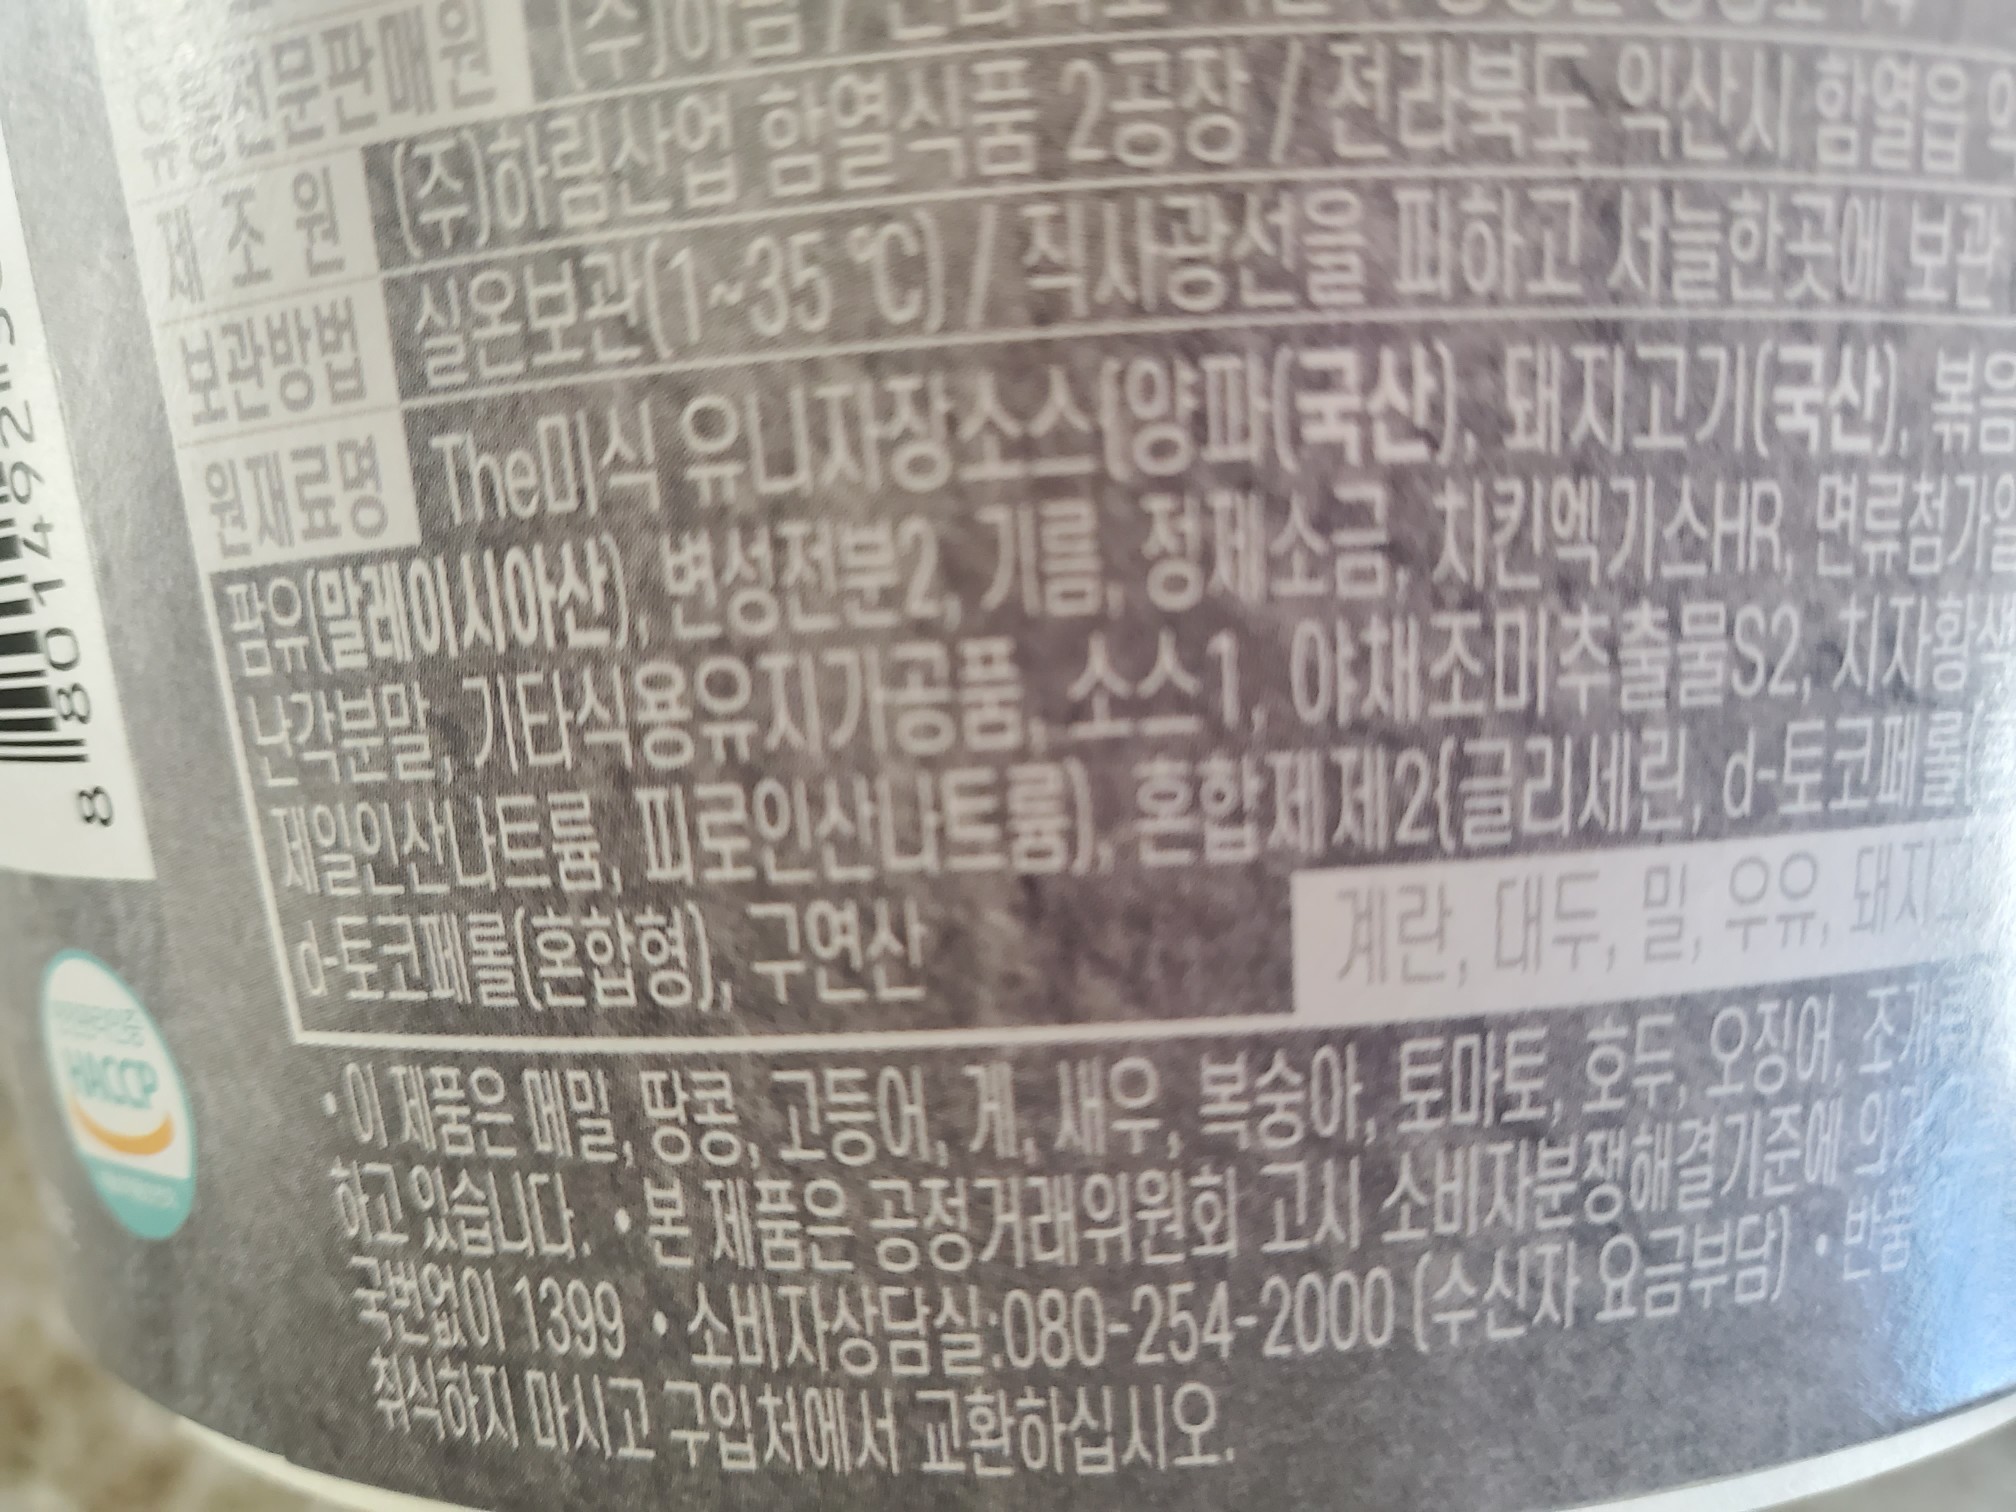 유통전문판매원
제조원 (주)하림산업 함열식품 2공장 / 전라북도 익산시 함열읍
보관방법 실온보관(1~35℃) / 직사광선을 피하고 서늘한곳에 보관
원재료명 The미식 유니자장소스{양파(국산), 돼지고기(국산), 볶음
팜유(말레이시아산), 변성전분2, 기름, 정제소금, 치킨엑기스HR, 면류첨가알
난각분말, 기타식용유지가공품, 소스1, 야채조미추출물S2, 치자황색
제일인산나트륨, 피로인산나트륨), 혼합제제2{글리세린, d-토코페롤(
d-토코페롤(혼합형), 구연산
계란, 대두, 밀, 우유, 돼지
•이 제품은 메밀, 땅콩, 고등어, 게, 새우, 복숭아, 토마토, 호두, 오징어, 조개
하고 있습니다. •본 제품은 공정거래위원회 고시 소비자분쟁해결기준에 의
국번없이 1399 •소비자상담실:080-254-2000 (수신자 요금부담) •반품
취식하지 마시고 구입처에서 교환하십시오.
HACCP